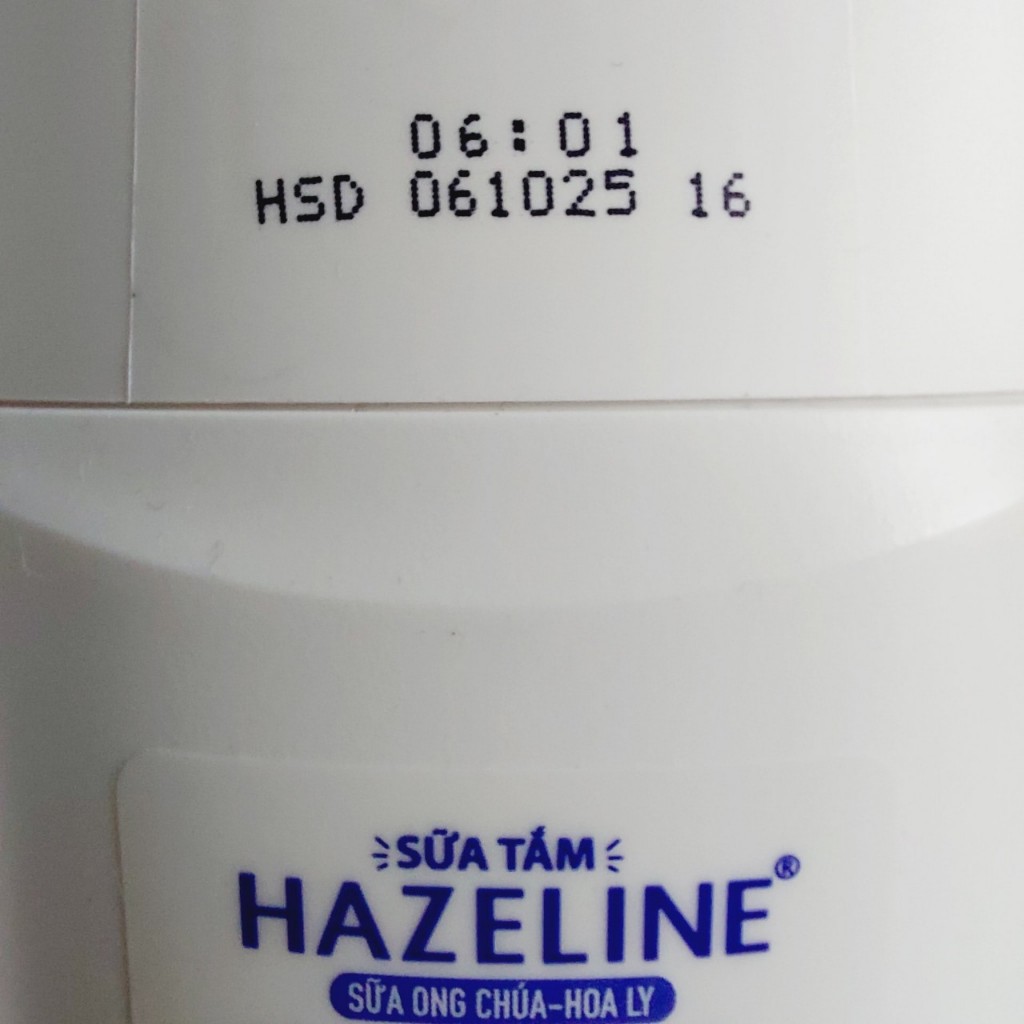 06:01
HSD 061025 16
SỮA TẮM
HAZELINE®
SỮA ONG CHÚA-HOA LY